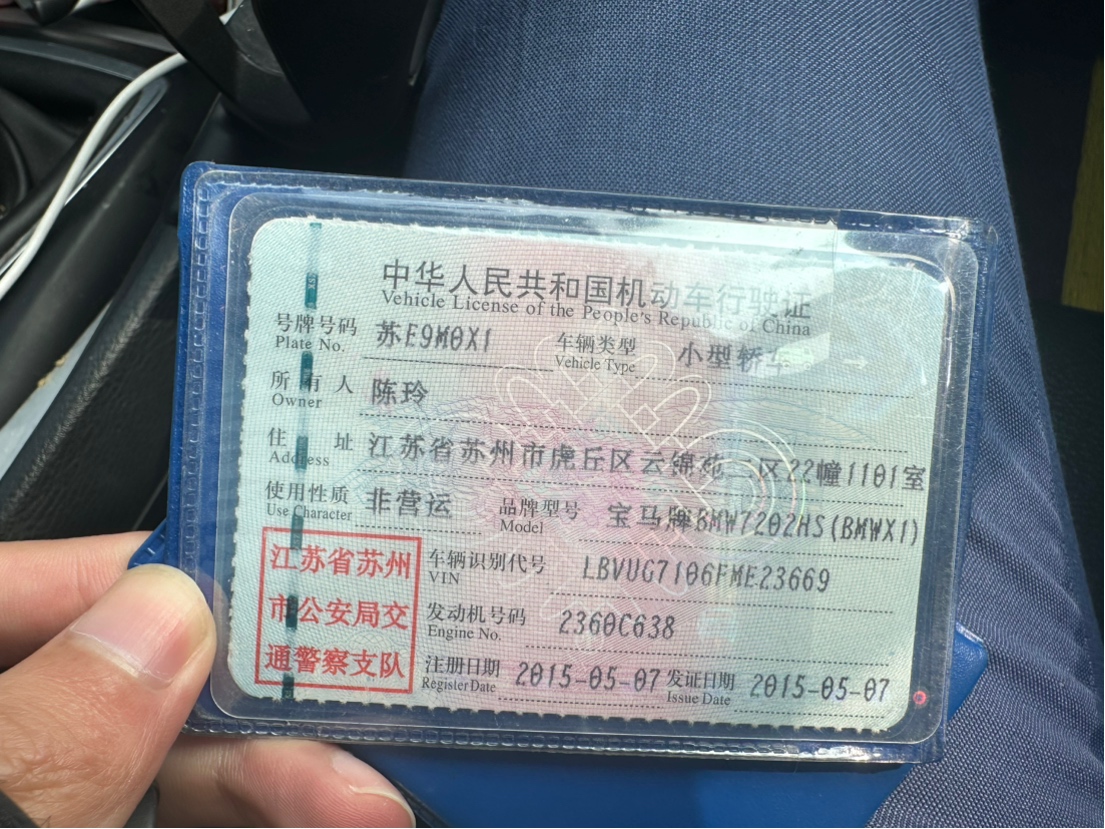 中华人民共和国机动车行驶证
Vehicle License of the People's Republic of China
号牌号码 苏E9M0X1 车辆类型 小型轿车
Plate No. Vehicle Type
所有人 陈玲
Owner
住址 江苏省苏州市虎丘区云锦苑一区22幢1101室
Address
使用性质 非营运 品牌型号 宝马牌BMW7202HS(BMWX1)
Use Character Model
江苏省苏州
市公安局交
通警察支队
车辆识别代号 LBVUG7106FME23669
VIN
发动机号码 2360C638
Engine No.
注册日期 2015-05-07 发证日期 2015-05-07
Register Date Issue Date